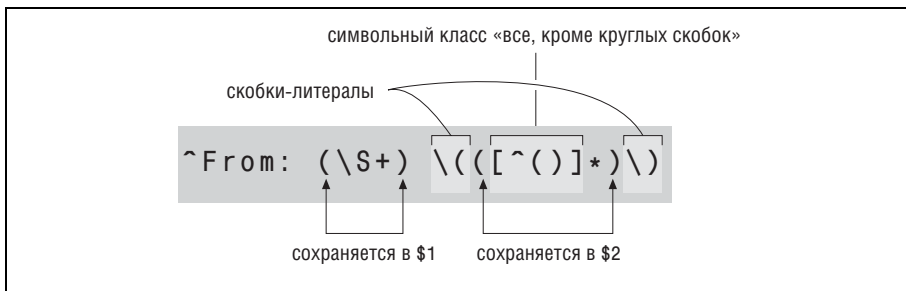 символьный класс «все, кроме круглых скобок»
скобки-литералы
^From: (\S+) \(([^()]*)\)
сохраняется в $1 сохраняется в $2